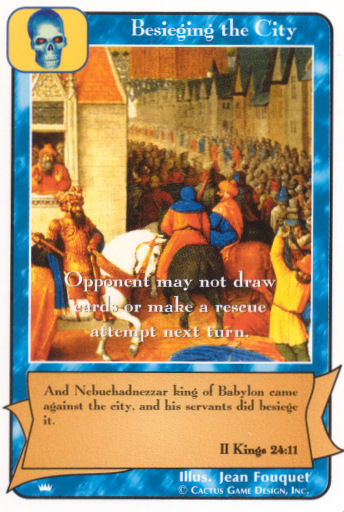 Besieging the City
Opponent may not draw
cards or make a rescue
attempt next turn.
And Nebuchadnezzar king of Babylon came
against the city, and his servants did besiege
it.
II Kings 24:11
Illus. Jean Fouquet
© Cactus Game Design, Inc.